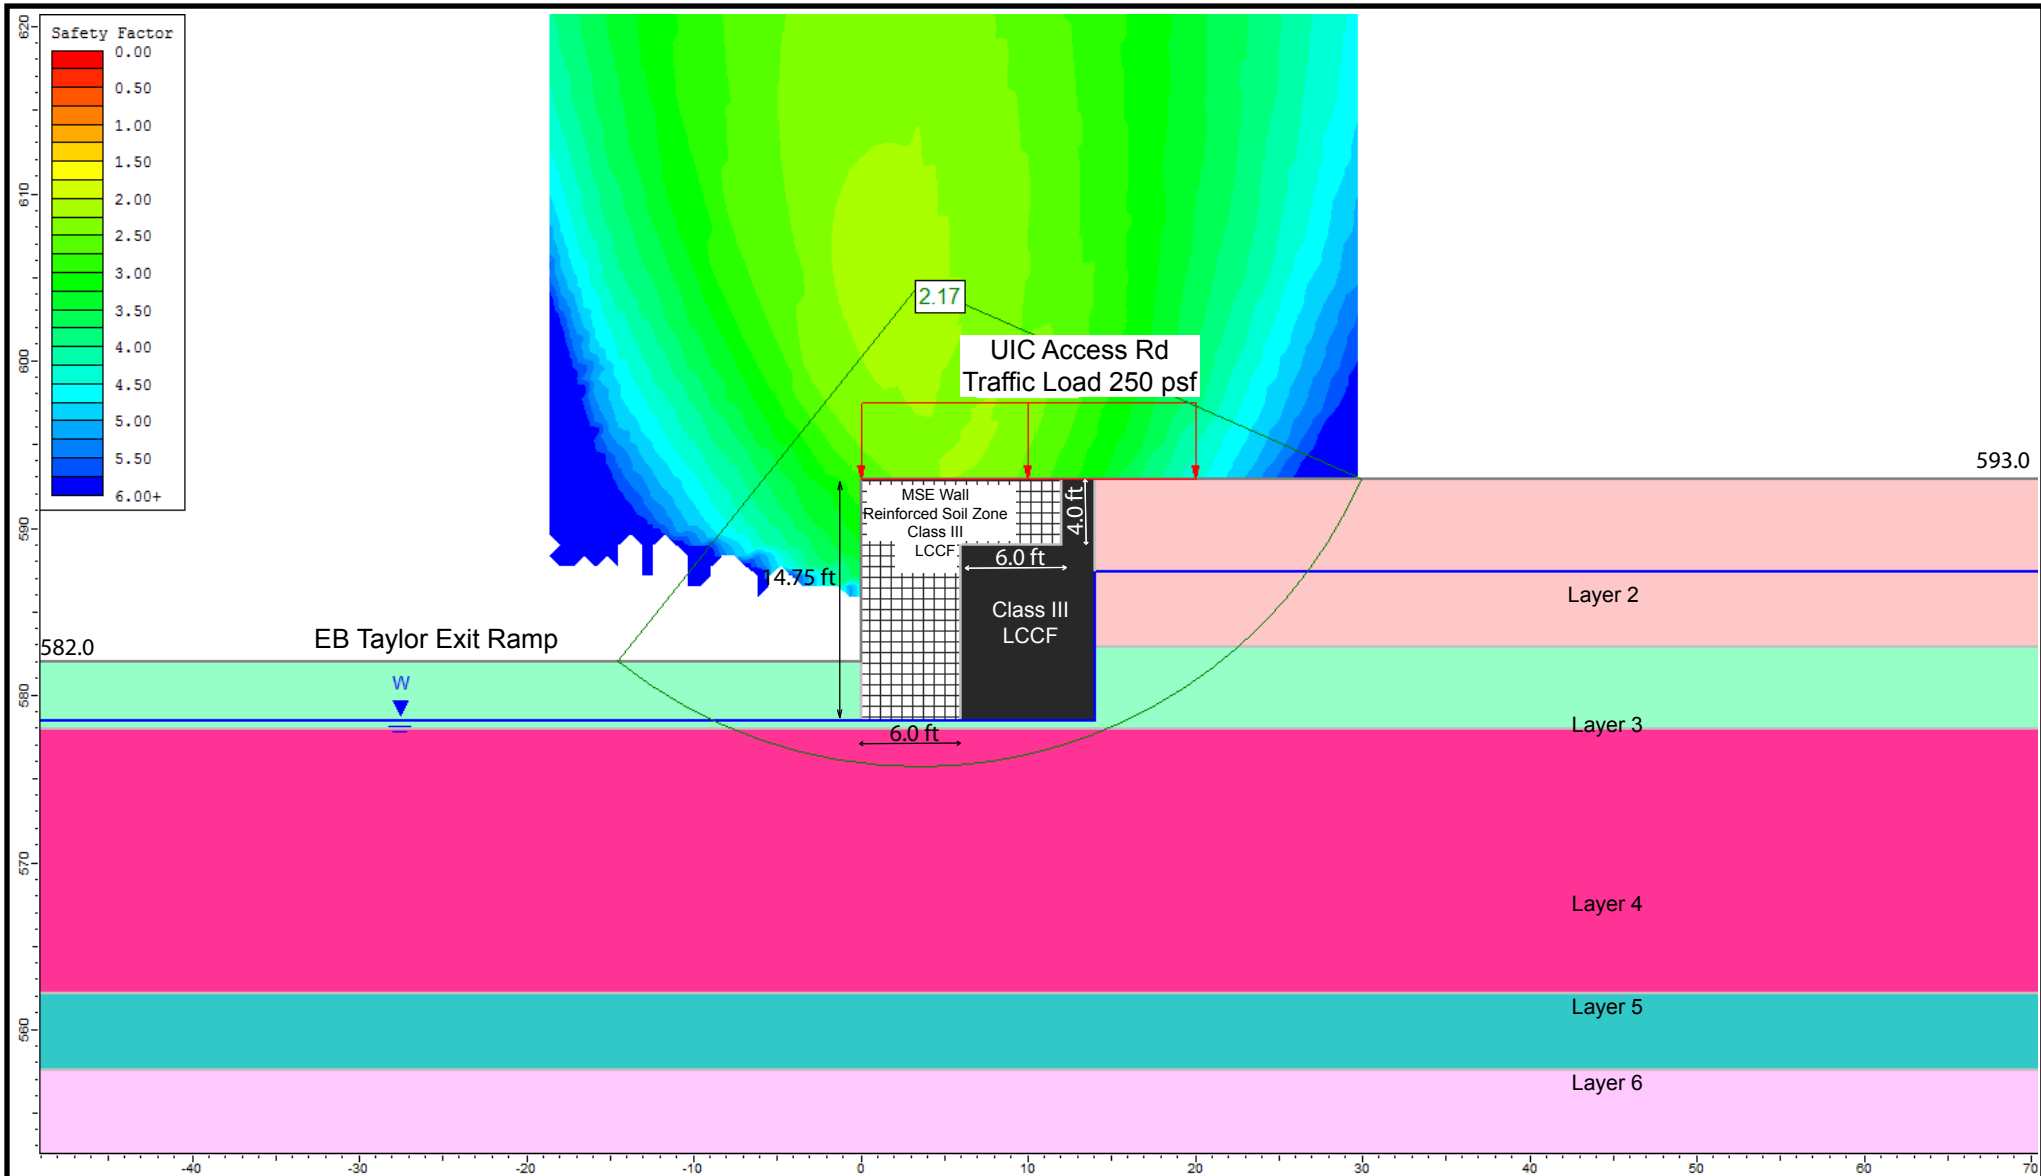 Safety Factor
0.00
0.50
1.00
1.50
2.00
2.50
3.00
3.50
4.00
4.50
5.00
5.50
6.00+
620
610
600
590
580
570
560
2.17
UIC Access Rd
Traffic Load 250 psf
593.0
MSE Wall
Reinforced Soil Zone
Class III
LCCF
4.0 ft
6.0 ft
14.75 ft
Class III
LCCF
Layer 2
582.0
EB Taylor Exit Ramp
W
6.0 ft
Layer 3
Layer 4
Layer 5
Layer 6
-40
-30
-20
-10
0
10
20
30
40
50
60
70